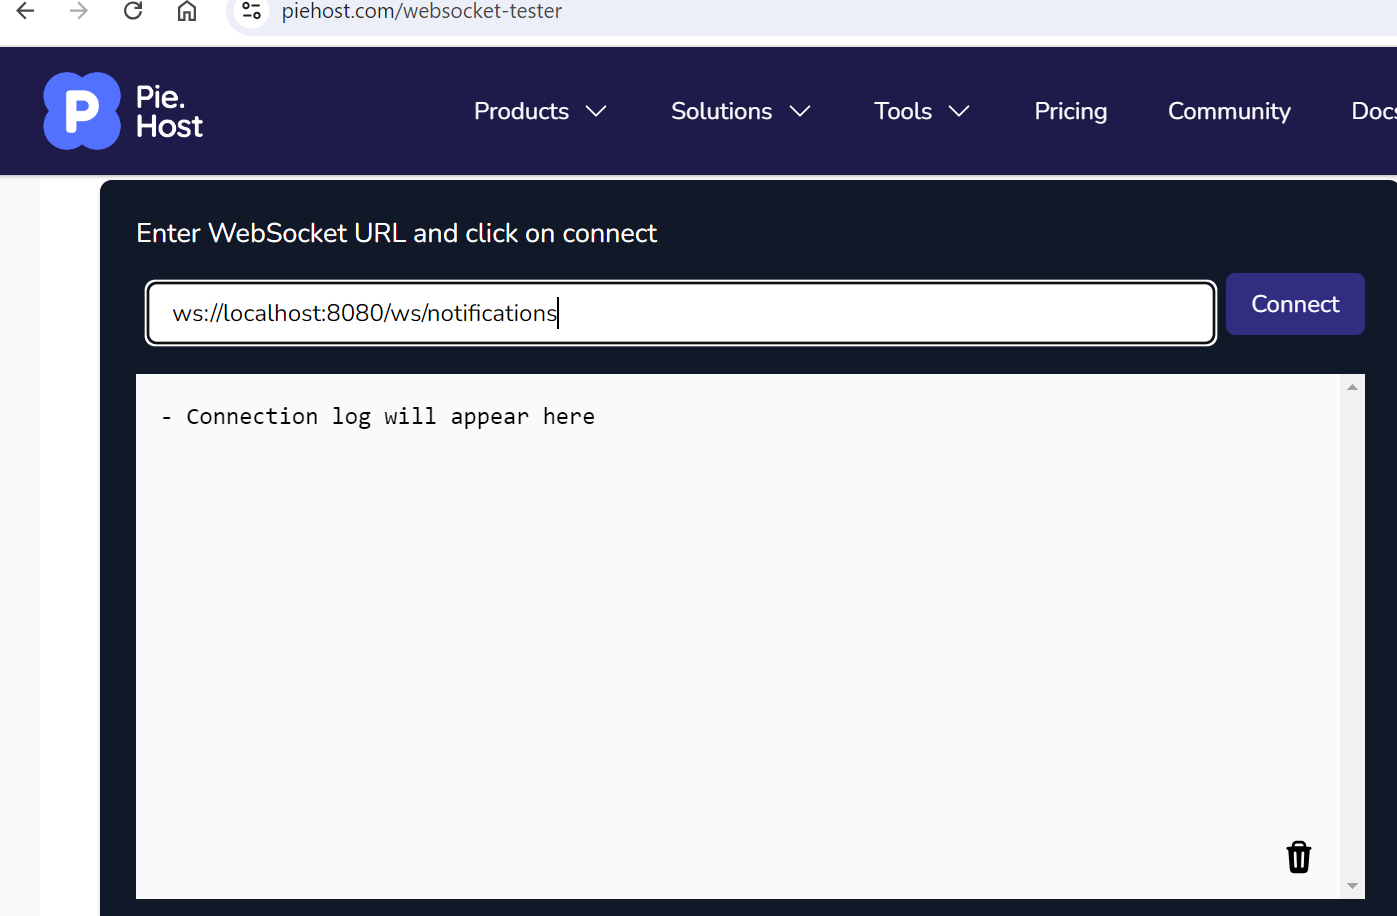 piehost.com/websocket-tester
P
Pie.
Host
Products
Solutions
Tools
Pricing
Community
Docs
Enter WebSocket URL and click on connect
ws://localhost:8080/ws/notifications
Connect
- Connection log will appear here